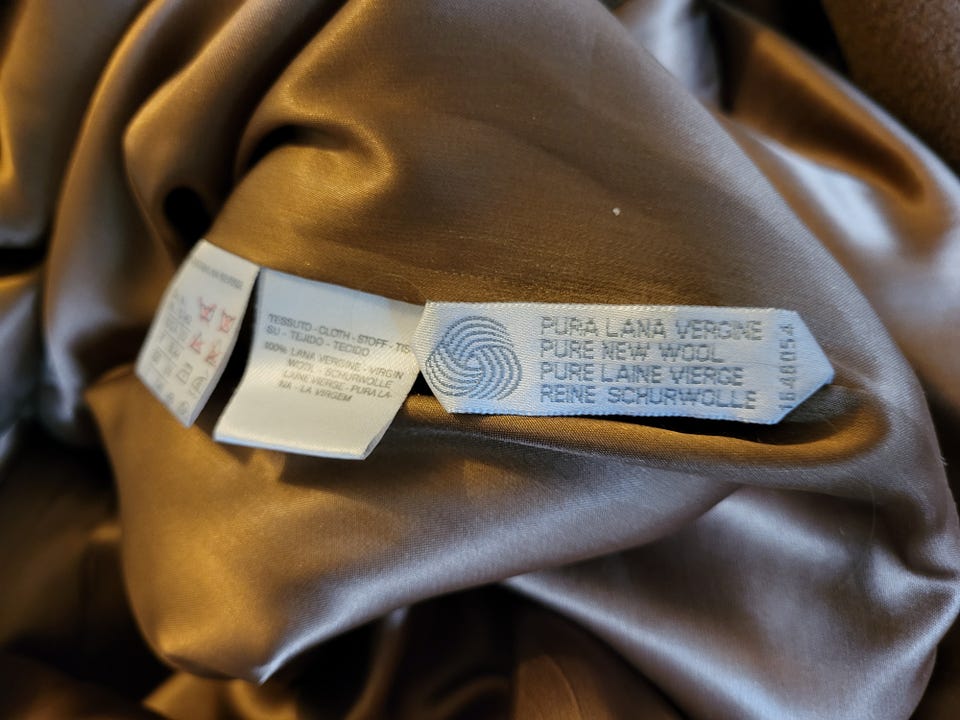 TESSUTO - CLOTH - STOFF - TIS
SU - TEJIDO - TECIDO
100% LANA VERGINE - VIRGIN
WOOL - SCHURWOLLE
LAINE VIERGE - PURA LA-
NA - LA VIRGEM
PURA LANA VERGINE
PURE NEW WOOL
PURE LAINE VIERGE
REINE SCHURWOLLE